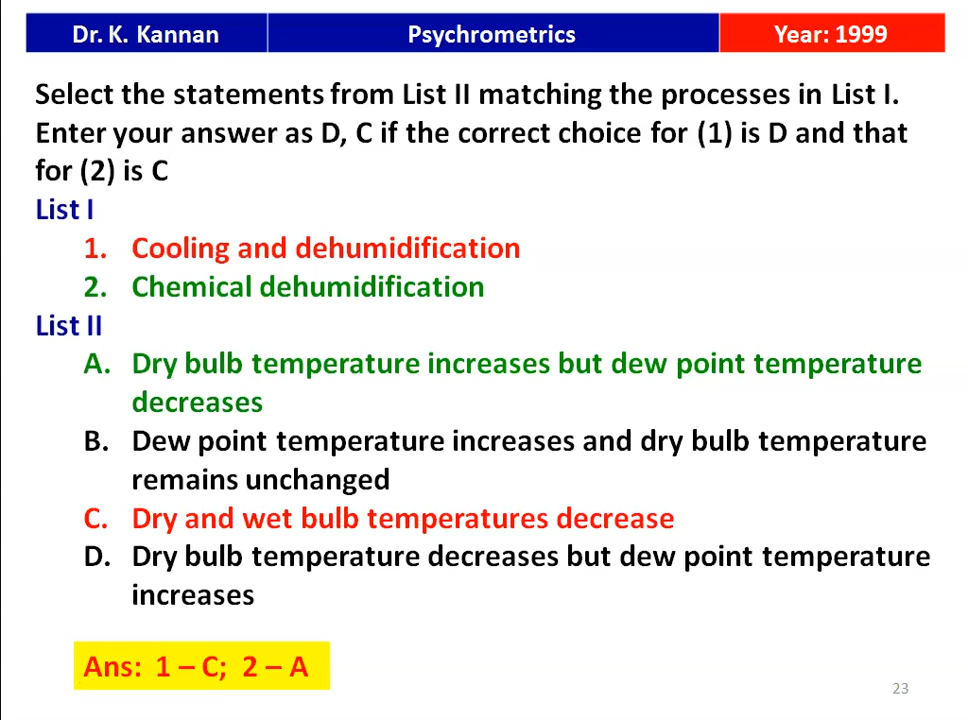 Dr. K. Kannan Psychrometrics Year: 1999
Select the statements from List II matching the processes in List I.
Enter your answer as D, C if the correct choice for (1) is D and that
for (2) is C
List I
1. Cooling and dehumidification
2. Chemical dehumidification
List II
A. Dry bulb temperature increases but dew point temperature
decreases
B. Dew point temperature increases and dry bulb temperature
remains unchanged
C. Dry and wet bulb temperatures decrease
D. Dry bulb temperature decreases but dew point temperature
increases
Ans: 1 – C; 2 – A
23